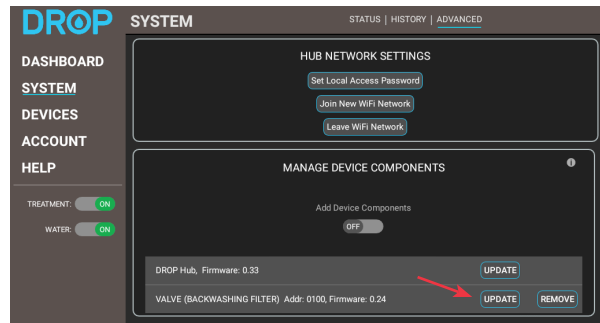 DROP
SYSTEM
STATUS | HISTORY | ADVANCED
DASHBOARD
SYSTEM
DEVICES
ACCOUNT
HELP
TREATMENT: ON
WATER: ON
HUB NETWORK SETTINGS
Set Local Access Password
Join New WiFi Network
Leave WiFi Network
MANAGE DEVICE COMPONENTS
i
Add Device Components
OFF
DROP Hub, Firmware: 0.33 UPDATE
VALVE (BACKWASHING FILTER) Addr: 0100, Firmware: 0.24 UPDATE REMOVE